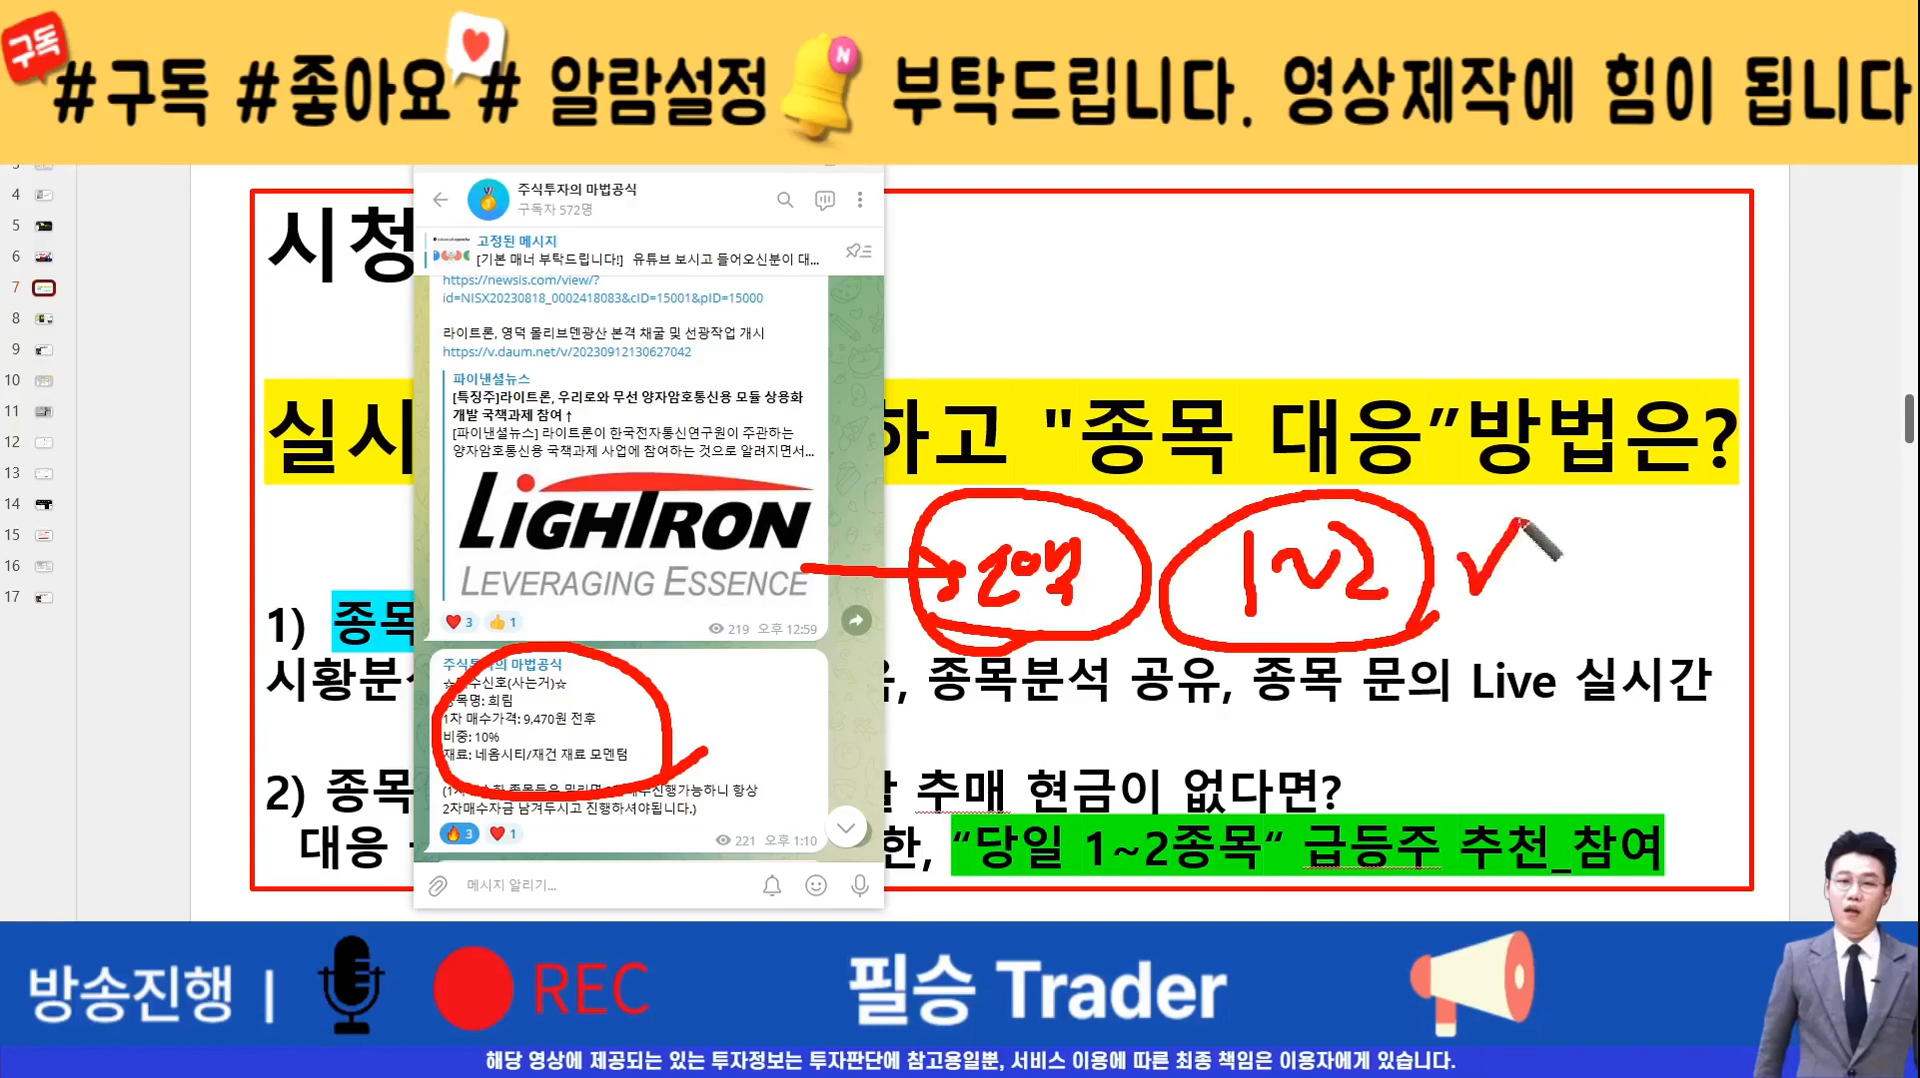 구독
#구독 #좋아요 # 알람설정 부탁드립니다. 영상제작에 힘이 됩니다
N
4
5
6
7
8
9
10
11
12
13
14
15
16
17
시청
실시
하고 "종목 대응”방법은?
1) 종목
시황분
종목분석 공유, 종목 문의 Live 실시간
2) 종목
추매 현금이 없다면?
대응
한, “당일 1~2종목“ 급등주 추천_참여
주식투자의 마법공식
구독자 572명
고정된 메시지
[기본 매너 부탁드립니다!] 유튜브 보시고 들어오신분이 대...
https://newsis.com/view/?
id=NISX20230818_0002418083&cID=15001&pID=15000
라이트론, 영덕 몰리브덴광산 본격 채굴 및 선광작업 개시
https://v.daum.net/v/20230912130627042
파이낸셜뉴스
[특징주]라이트론, 우리로와 무선 양자암호통신용 모듈 상용화
개발 국책과제 참여↑
[파이낸셜뉴스] 라이트론이 한국전자통신연구원이 주관하는
양자암호통신용 국책과제 사업에 참여하는 것으로 알려지면서...
LIGHTRON
LEVERAGING ESSENCE
3 1
219 오후 12:59
1~2
주식투자의 마법공식
☆매수신호(사는거)☆
종목명: 희림
1차 매수가격: 9,470원 전후
비중: 10%
재료: 네옴시티/재건 재료 모멘텀
2차매수자금 남겨두시고 진행하셔야됩니다.)
3 1
221 오후 1:10
메시지 알리기...
방송진행 |
REC
필승 Trader
해당 영상에 제공되는 있는 투자정보는 투자판단에 참고용일뿐, 서비스 이용에 따른 최종 책임은 이용자에게 있습니다.